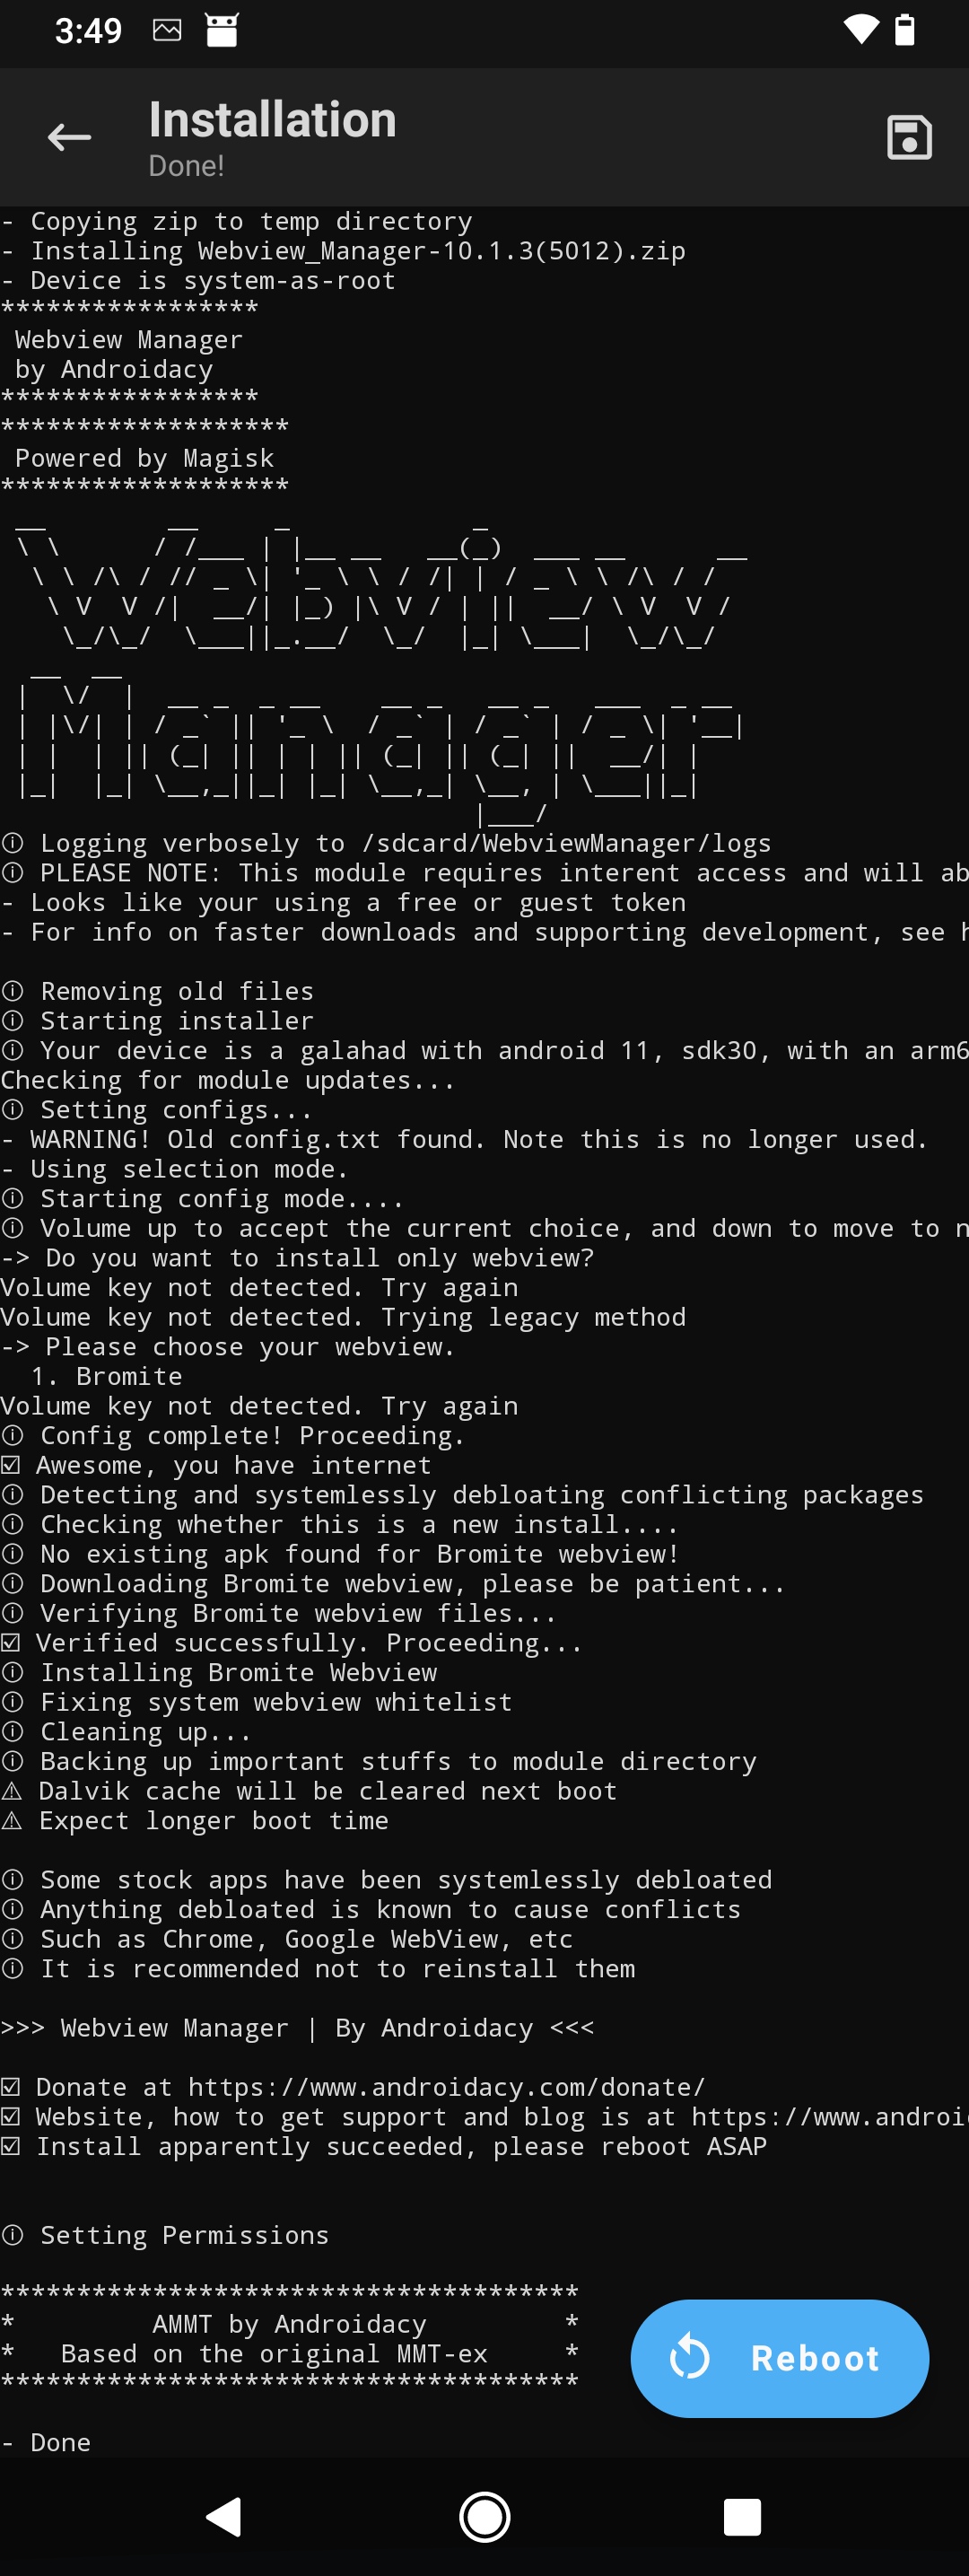 3:49
Installation
Done!
- Copying zip to temp directory
- Installing Webview_Manager-10.1.3(5012).zip
- Device is system-as-root
*****************
Webview Manager
by Androidacy
*****************
*******************
Powered by Magisk
*******************
Webview
Manager
ⓘ Logging verbosely to /sdcard/WebviewManager/logs
ⓘ PLEASE NOTE: This module requires interent access and will ab
- Looks like your using a free or guest token
- For info on faster downloads and supporting development, see h
ⓘ Removing old files
ⓘ Starting installer
ⓘ Your device is a galahad with android 11, sdk30, with an arm6
Checking for module updates...
ⓘ Setting configs...
- WARNING! Old config.txt found. Note this is no longer used.
- Using selection mode.
ⓘ Starting config mode....
ⓘ Volume up to accept the current choice, and down to move to n
-> Do you want to install only webview?
Volume key not detected. Try again
Volume key not detected. Trying legacy method
-> Please choose your webview.
1. Bromite
Volume key not detected. Try again
ⓘ Config complete! Proceeding.
☑ Awesome, you have internet
ⓘ Detecting and systemlessly debloating conflicting packages
ⓘ Checking whether this is a new install....
ⓘ No existing apk found for Bromite webview!
ⓘ Downloading Bromite webview, please be patient...
ⓘ Verifying Bromite webview files...
☑ Verified successfully. Proceeding...
ⓘ Installing Bromite Webview
ⓘ Fixing system webview whitelist
ⓘ Cleaning up...
ⓘ Backing up important stuffs to module directory
⚠ Dalvik cache will be cleared next boot
⚠ Expect longer boot time
ⓘ Some stock apps have been systemlessly debloated
ⓘ Anything debloated is known to cause conflicts
ⓘ Such as Chrome, Google WebView, etc
ⓘ It is recommended not to reinstall them
>>> Webview Manager | By Androidacy <<<
☑ Donate at https://www.androidacy.com/donate/
☑ Website, how to get support and blog is at https://www.androi
☑ Install apparently succeeded, please reboot ASAP
ⓘ Setting Permissions
**************************************
* AMMT by Androidacy *
* Based on the original MMT-ex *
**************************************
Reboot
- Done